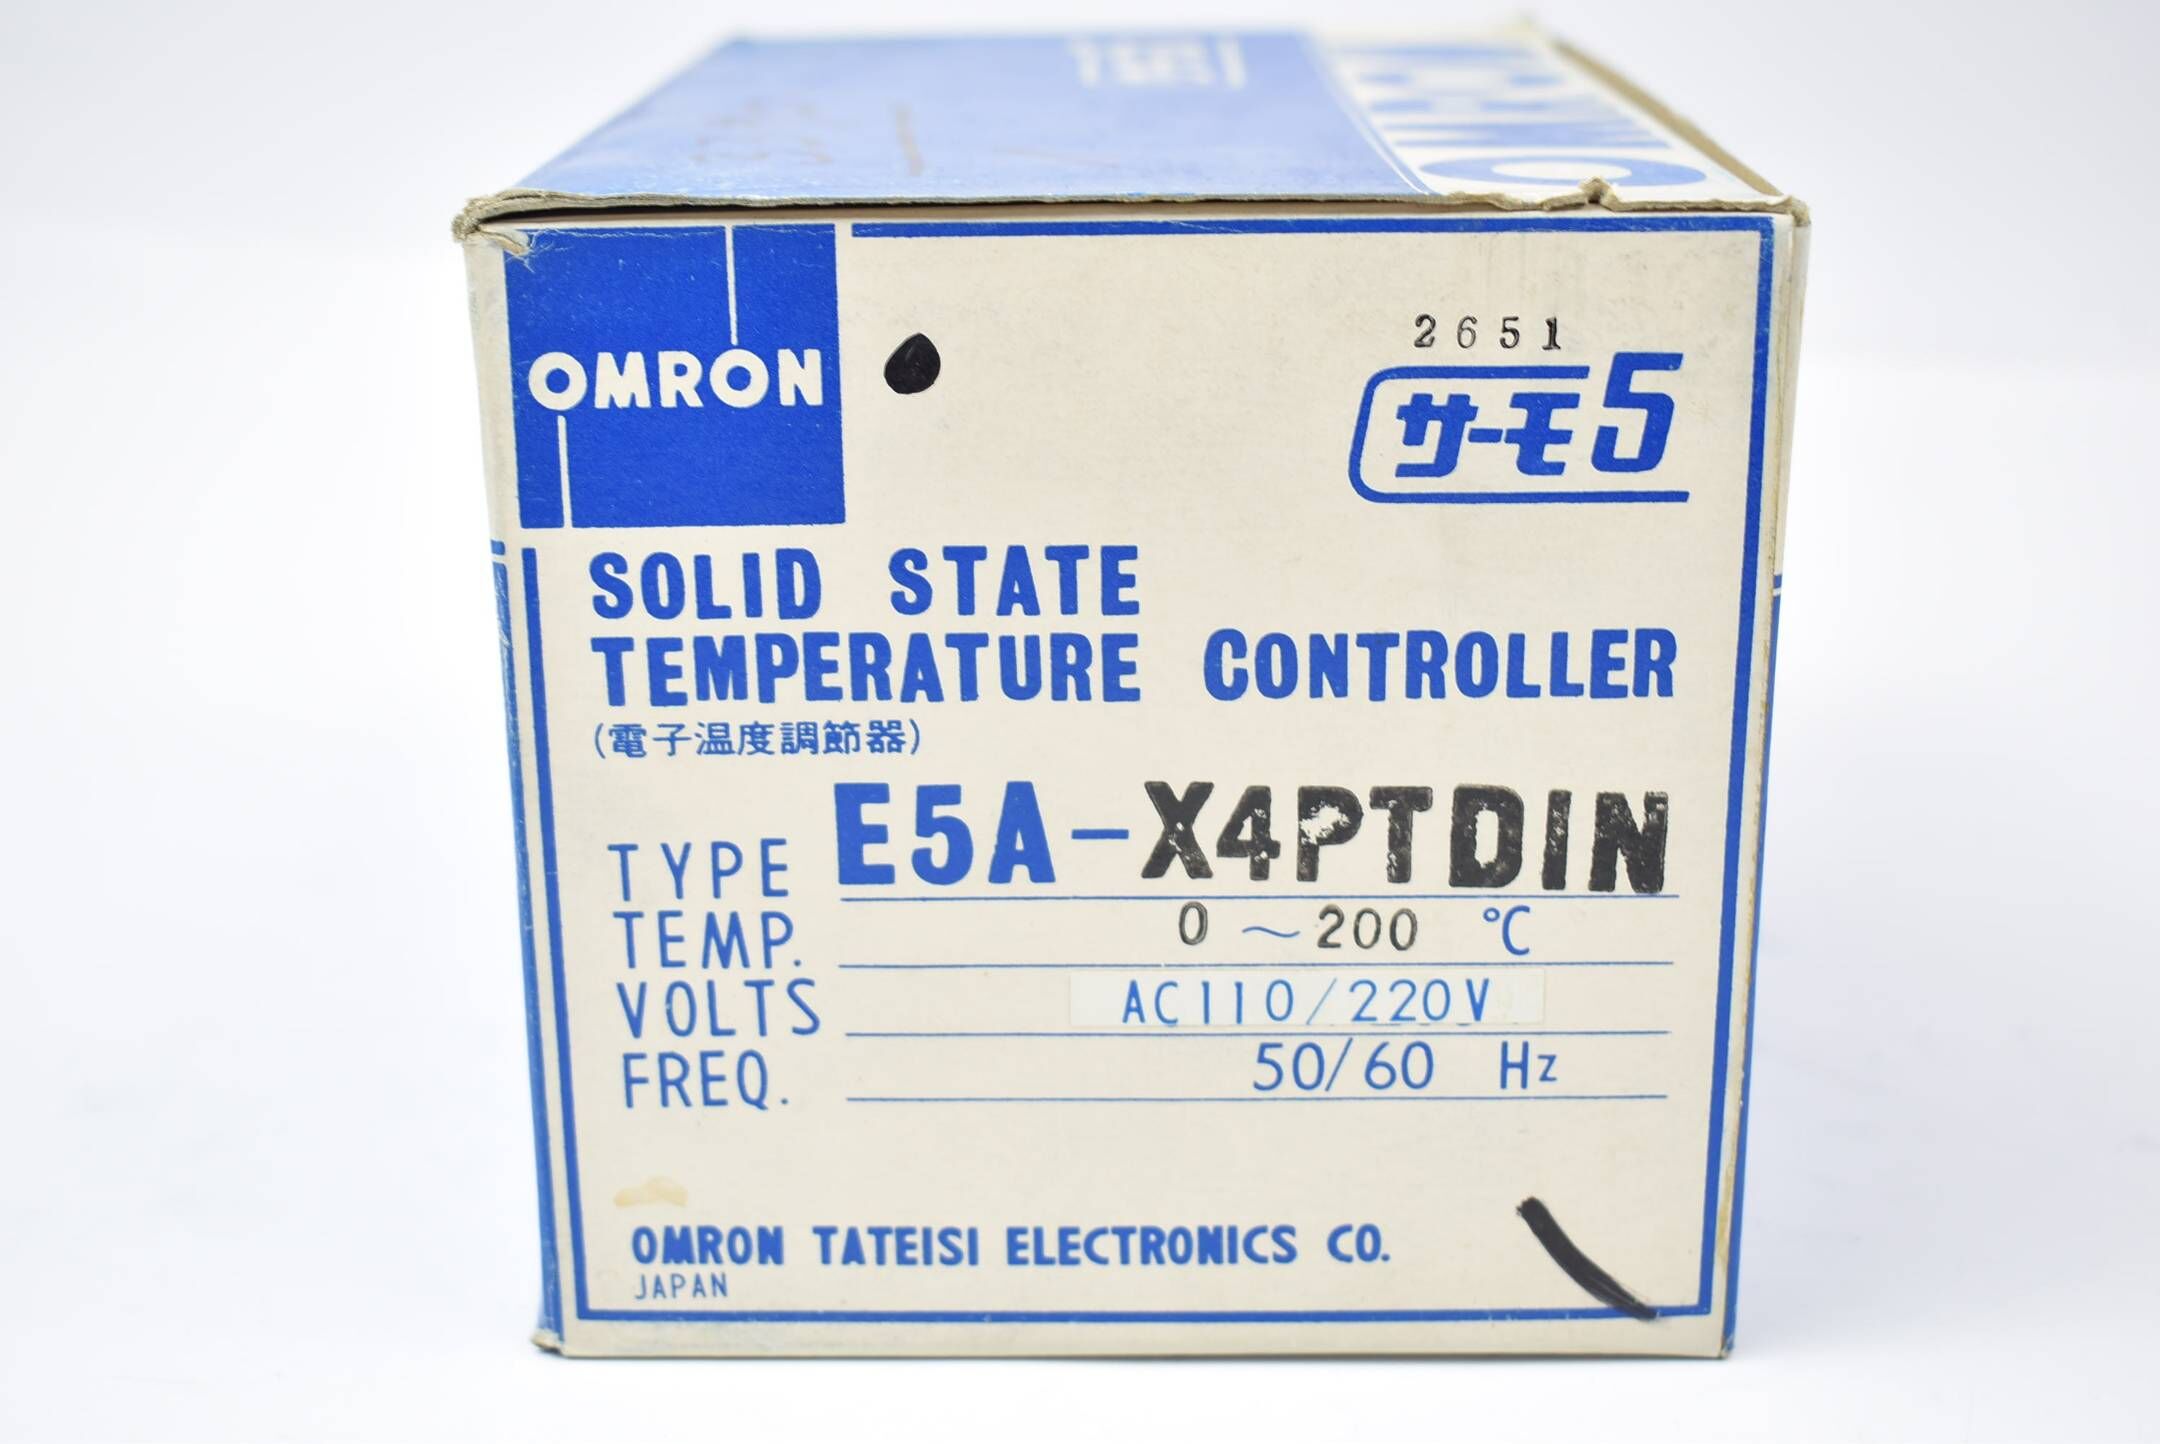 OMRON
OMRON
2651
サーモ5
SOLID STATE
TEMPERATURE CONTROLLER
(電子温度調節器)
TYPE E5A-X4PTDIN
TEMP. 0 ~ 200 °C
VOLTS AC110/220V
FREQ. 50/60 Hz
OMRON TATEISI ELECTRONICS CO.
JAPAN